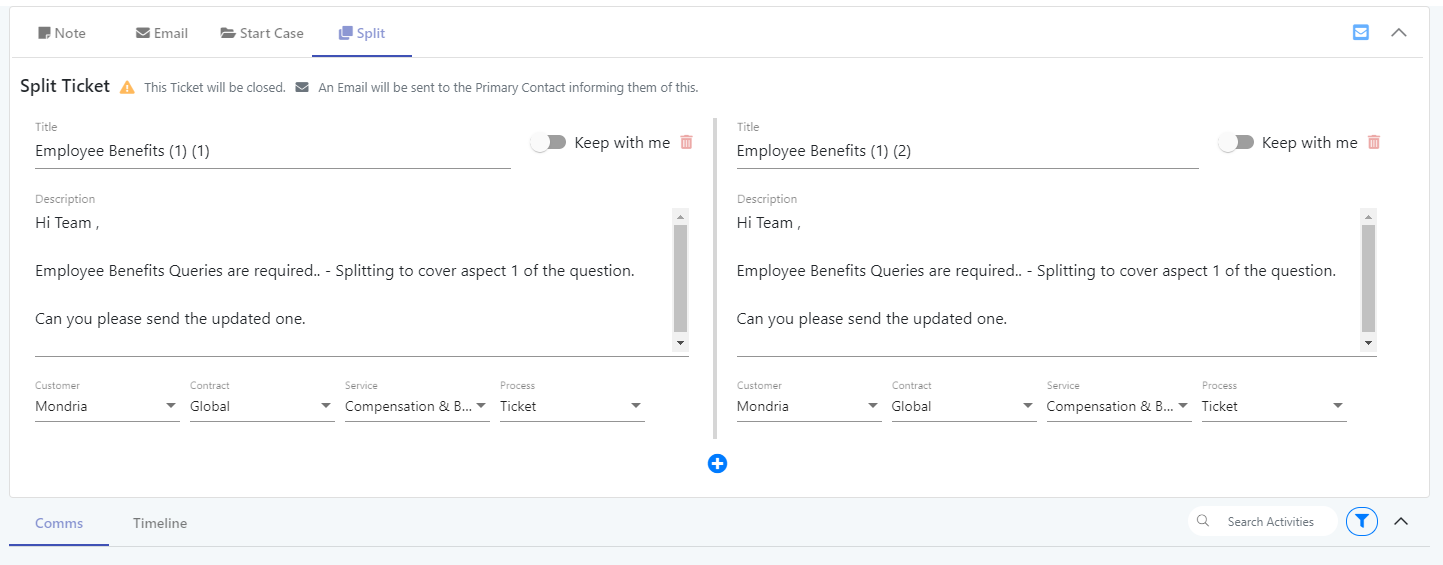 Note Email Start Case Split
Split Ticket This Ticket will be closed. An Email will be sent to the Primary Contact informing them of this.
Title
Employee Benefits (1) (1)
Keep with me
Description
Hi Team ,
Employee Benefits Queries are required.. - Splitting to cover aspect 1 of the question.
Can you please send the updated one.
Customer Contract Service Process
Mondria Global Compensation & B... Ticket
Title
Employee Benefits (1) (2)
Keep with me
Description
Hi Team ,
Employee Benefits Queries are required.. - Splitting to cover aspect 1 of the question.
Can you please send the updated one.
Customer Contract Service Process
Mondria Global Compensation & B... Ticket
Comms Timeline Search Activities